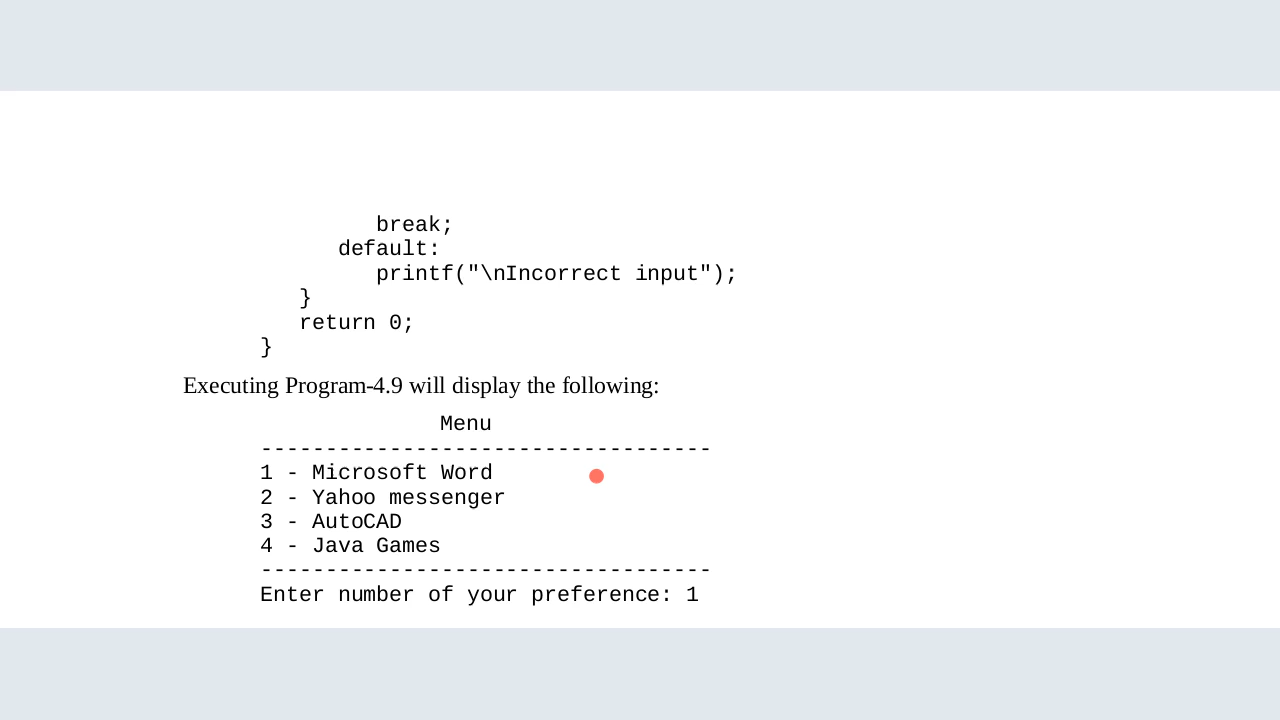 break;
default:
printf("\nIncorrect input");
}
return 0;
}
Executing Program-4.9 will display the following:
Menu
-----------------------------------
1 - Microsoft Word
2 - Yahoo messenger
3 - AutoCAD
4 - Java Games
-----------------------------------
Enter number of your preference: 1